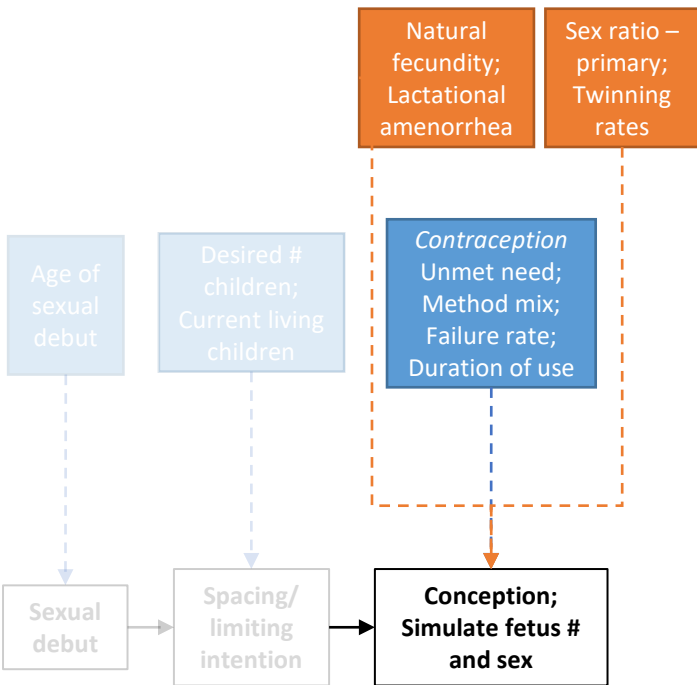 Natural
fecundity;
Lactational
amenorrhea
Sex ratio –
primary;
Twinning
rates
Age of
sexual
debut
Desired #
children;
Current living
children
Contraception
Unmet need;
Method mix;
Failure rate;
Duration of use
Sexual
debut
Spacing/
limiting
intention
Conception;
Simulate fetus #
and sex